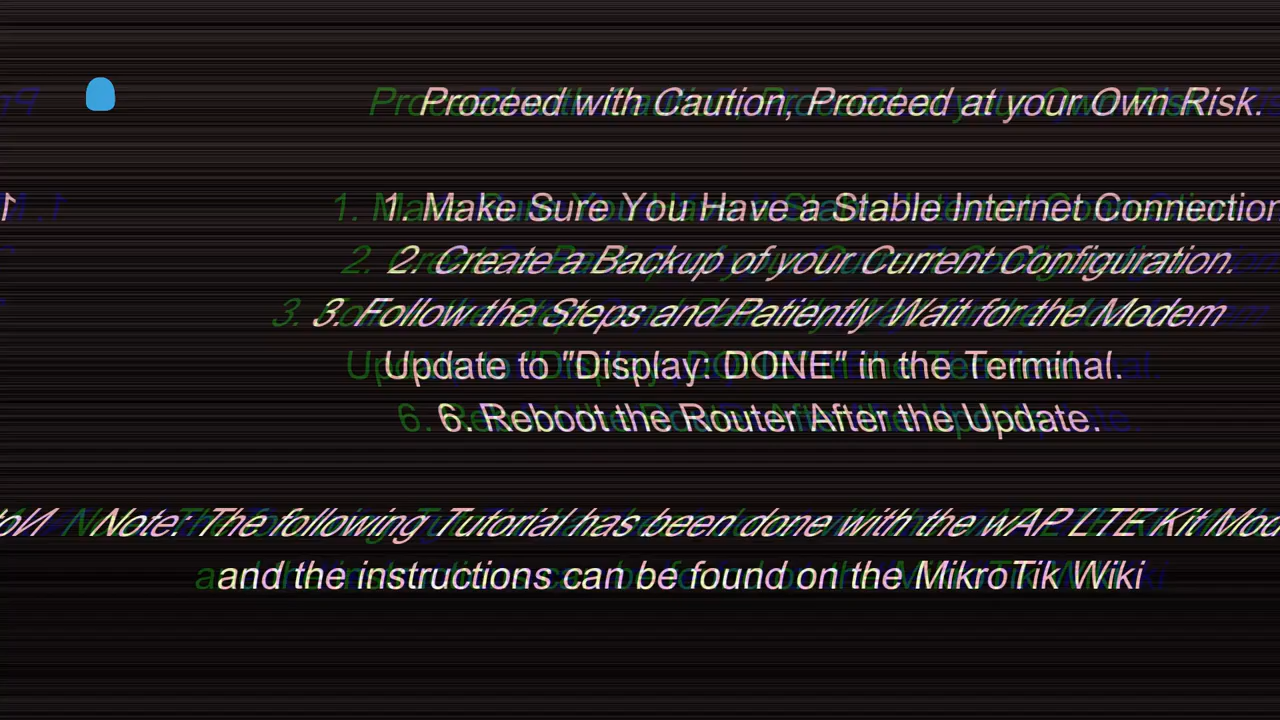 Proceed with Caution, Proceed at your Own Risk.
1. Make Sure You Have a Stable Internet Connection
2. Create a Backup of your Current Configuration.
3. Follow the Steps and Patiently Wait for the Modem
Update to "Display: DONE" in the Terminal.
6. Reboot the Router After the Update.
Note: The following Tutorial has been done with the wAP LTE Kit
and the instructions can be found on the MikroTik Wiki